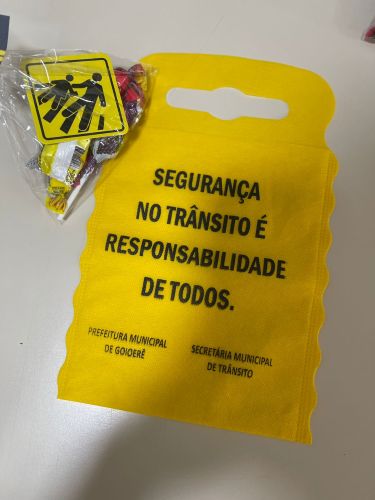 SEGURANÇA
NO TRÂNSITO É
RESPONSABILIDADE
DE TODOS.
PREFEITURA MUNICIPAL
DE GOIOERÊ
SECRETÁRIA MUNICIPAL
DE TRÂNSITO